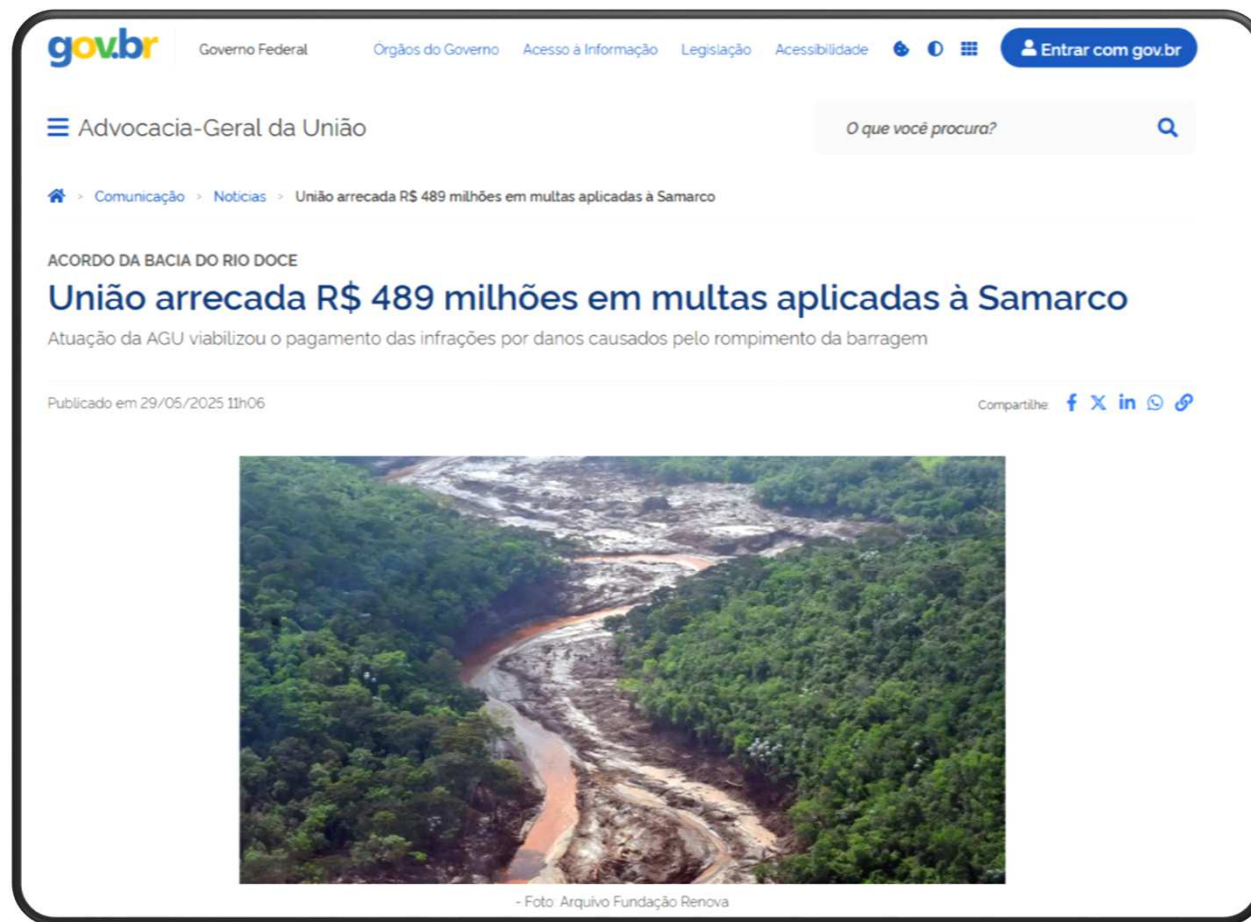 gov.br Governo Federal Órgãos do Governo Acesso à Informação Legislação Acessibilidade Entrar com gov.br
Advocacia-Geral da União O que você procura?
Comunicação > Notícias > União arrecada R$ 489 milhões em multas aplicadas à Samarco
ACORDO DA BACIA DO RIO DOCE
União arrecada R$ 489 milhões em multas aplicadas à Samarco
Atuação da AGU viabilizou o pagamento das infrações por danos causados pelo rompimento da barragem
Publicado em 29/05/2025 11h06 Compartilhe:
- Foto: Arquivo Fundação Renova